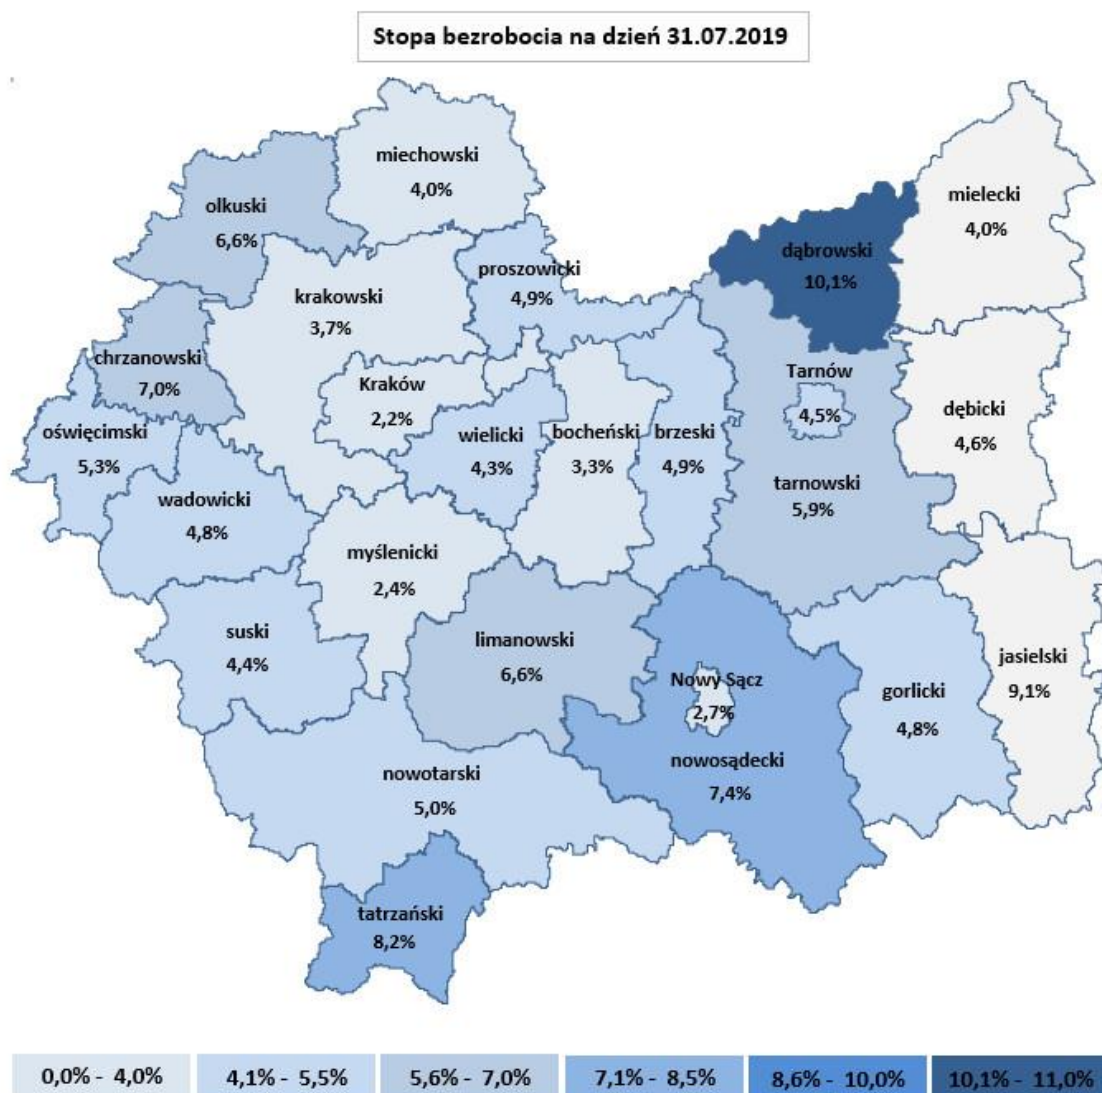 Stopa bezrobocia na dzień 31.07.2019
miechowski
4,0%
olkuski
6,6%
mielecki
4,0%
dąbrowski
10,1%
proszowicki
4,9%
krakowski
3,7%
chrzanowski
7,0%
Kraków
2,2%
Tarnów
4,5%
dębicki
4,6%
oświęcimski
5,3%
wielicki
4,3%
bocheński
3,3%
brzeski
4,9%
tarnowski
5,9%
wadowicki
4,8%
myślenicki
2,4%
suski
4,4%
limanowski
6,6%
jasielski
9,1%
Nowy Sącz
2,7%
gorlicki
4,8%
nowosądecki
7,4%
nowotarski
5,0%
tatrzański
8,2%
0,0% - 4,0%
4,1% - 5,5%
5,6% - 7,0%
7,1% - 8,5%
8,6% - 10,0%
10,1% - 11,0%